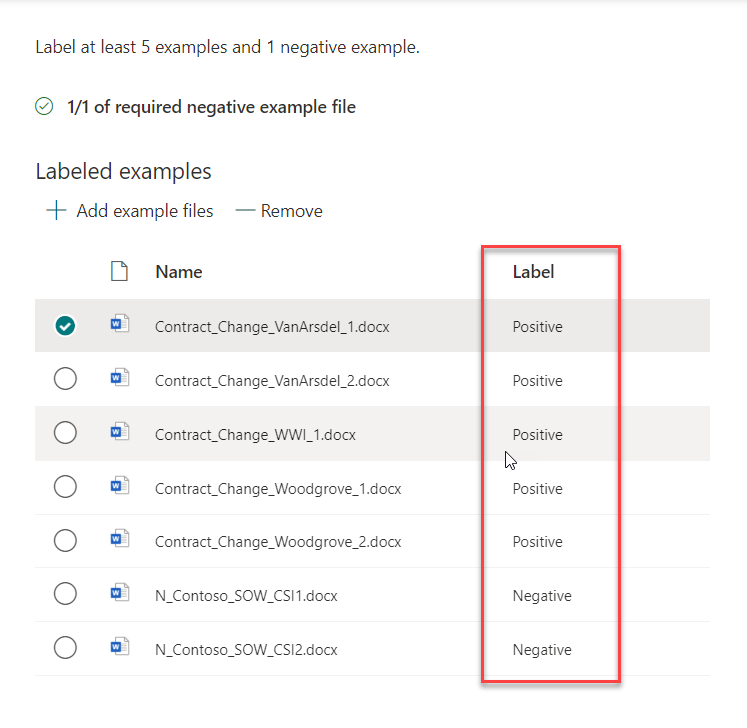 Label at least 5 examples and 1 negative example.
1/1 of required negative example file
Labeled examples
Add example files Remove
Name Label
Contract_Change_VanArsdel_1.docx Positive
Contract_Change_VanArsdel_2.docx Positive
Contract_Change_WWI_1.docx Positive
Contract_Change_Woodgrove_1.docx Positive
Contract_Change_Woodgrove_2.docx Positive
N_Contoso_SOW_CSI1.docx Negative
N_Contoso_SOW_CSI2.docx Negative